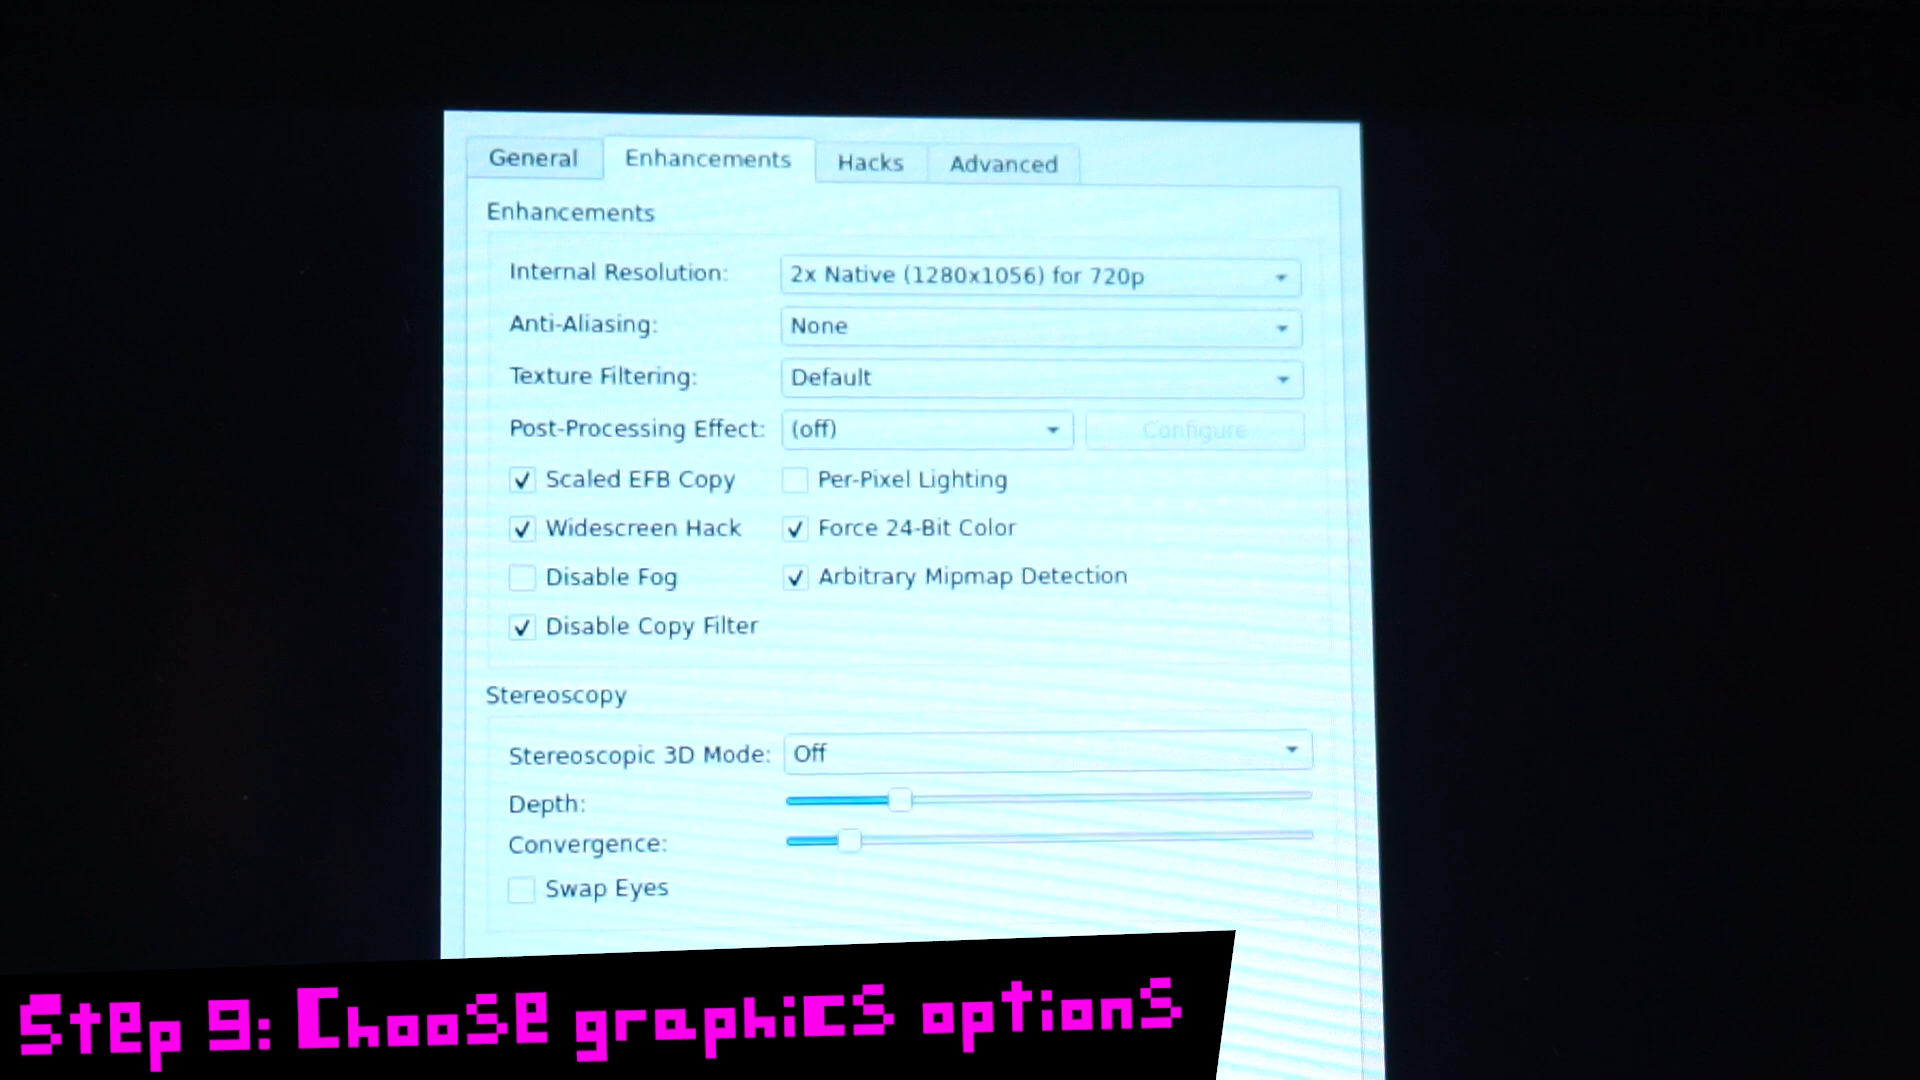 General Enhancements Hacks Advanced
Enhancements
Internal Resolution: 2x Native (1280x1056) for 720p
Anti-Aliasing: None
Texture Filtering: Default
Post-Processing Effect: (off) Configure
Scaled EFB Copy Per-Pixel Lighting
Widescreen Hack Force 24-Bit Color
Disable Fog Arbitrary Mipmap Detection
Disable Copy Filter
Stereoscopy
Stereoscopic 3D Mode: Off
Depth:
Convergence:
Swap Eyes
Step 9: Choose graphics options